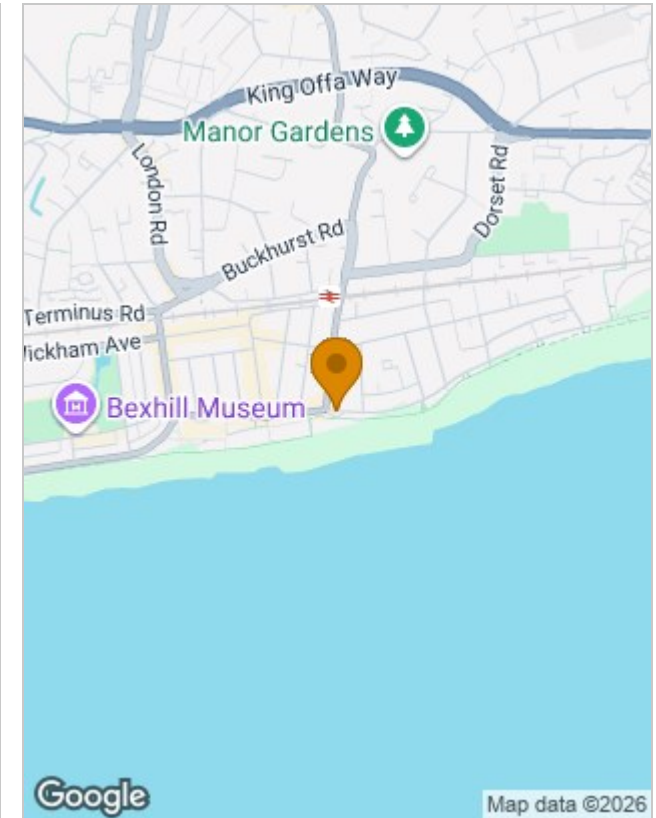 King Offa Way
Manor Gardens
London Rd
Dorset Rd
Buckhurst Rd
Terminus Rd
ickham Ave
Bexhill Museum
Google
Map data ©2026